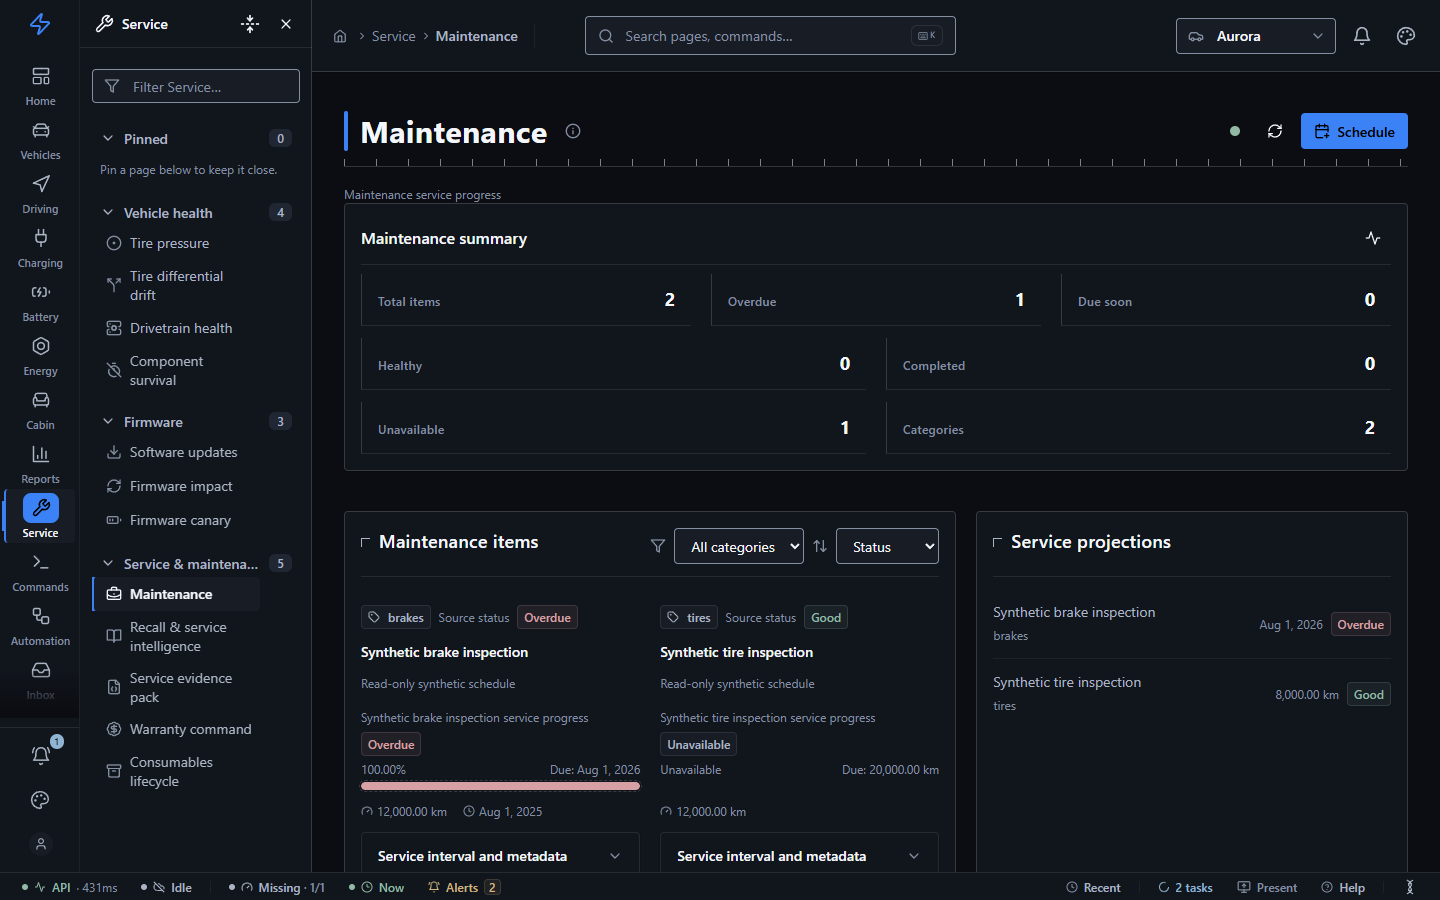 Home
Vehicles
Driving
Charging
Battery
Energy
Cabin
Reports
Service
Commands
Automation
Inbox
1
Service
Filter Service...
Pinned 0
Pin a page below to keep it close.
Vehicle health 4
Tire pressure
Tire differential
drift
Drivetrain health
Component
survival
Firmware 3
Software updates
Firmware impact
Firmware canary
Service & maintena... 5
Maintenance
Recall & service
intelligence
Service evidence
pack
Warranty command
Consumables
lifecycle
Service Maintenance
Search pages, commands... K
Aurora
Maintenance
Schedule
Maintenance service progress
Maintenance summary
Total items 2
Overdue 1
Due soon 0
Healthy 0
Completed 0
Unavailable 1
Categories 2
Maintenance items
All categories
Status
brakes Source status Overdue
Synthetic brake inspection
Read-only synthetic schedule
Synthetic brake inspection service progress
Overdue
100.00% Due: Aug 1, 2026
12,000.00 km Aug 1, 2025
Service interval and metadata
tires Source status Good
Synthetic tire inspection
Read-only synthetic schedule
Synthetic tire inspection service progress
Unavailable
Unavailable Due: 20,000.00 km
12,000.00 km
Service interval and metadata
Service projections
Synthetic brake inspection
brakes
Aug 1, 2026 Overdue
Synthetic tire inspection
tires
8,000.00 km Good
API · 431ms Idle Missing · 1/1 Now Alerts 2 Recent 2 tasks Present Help